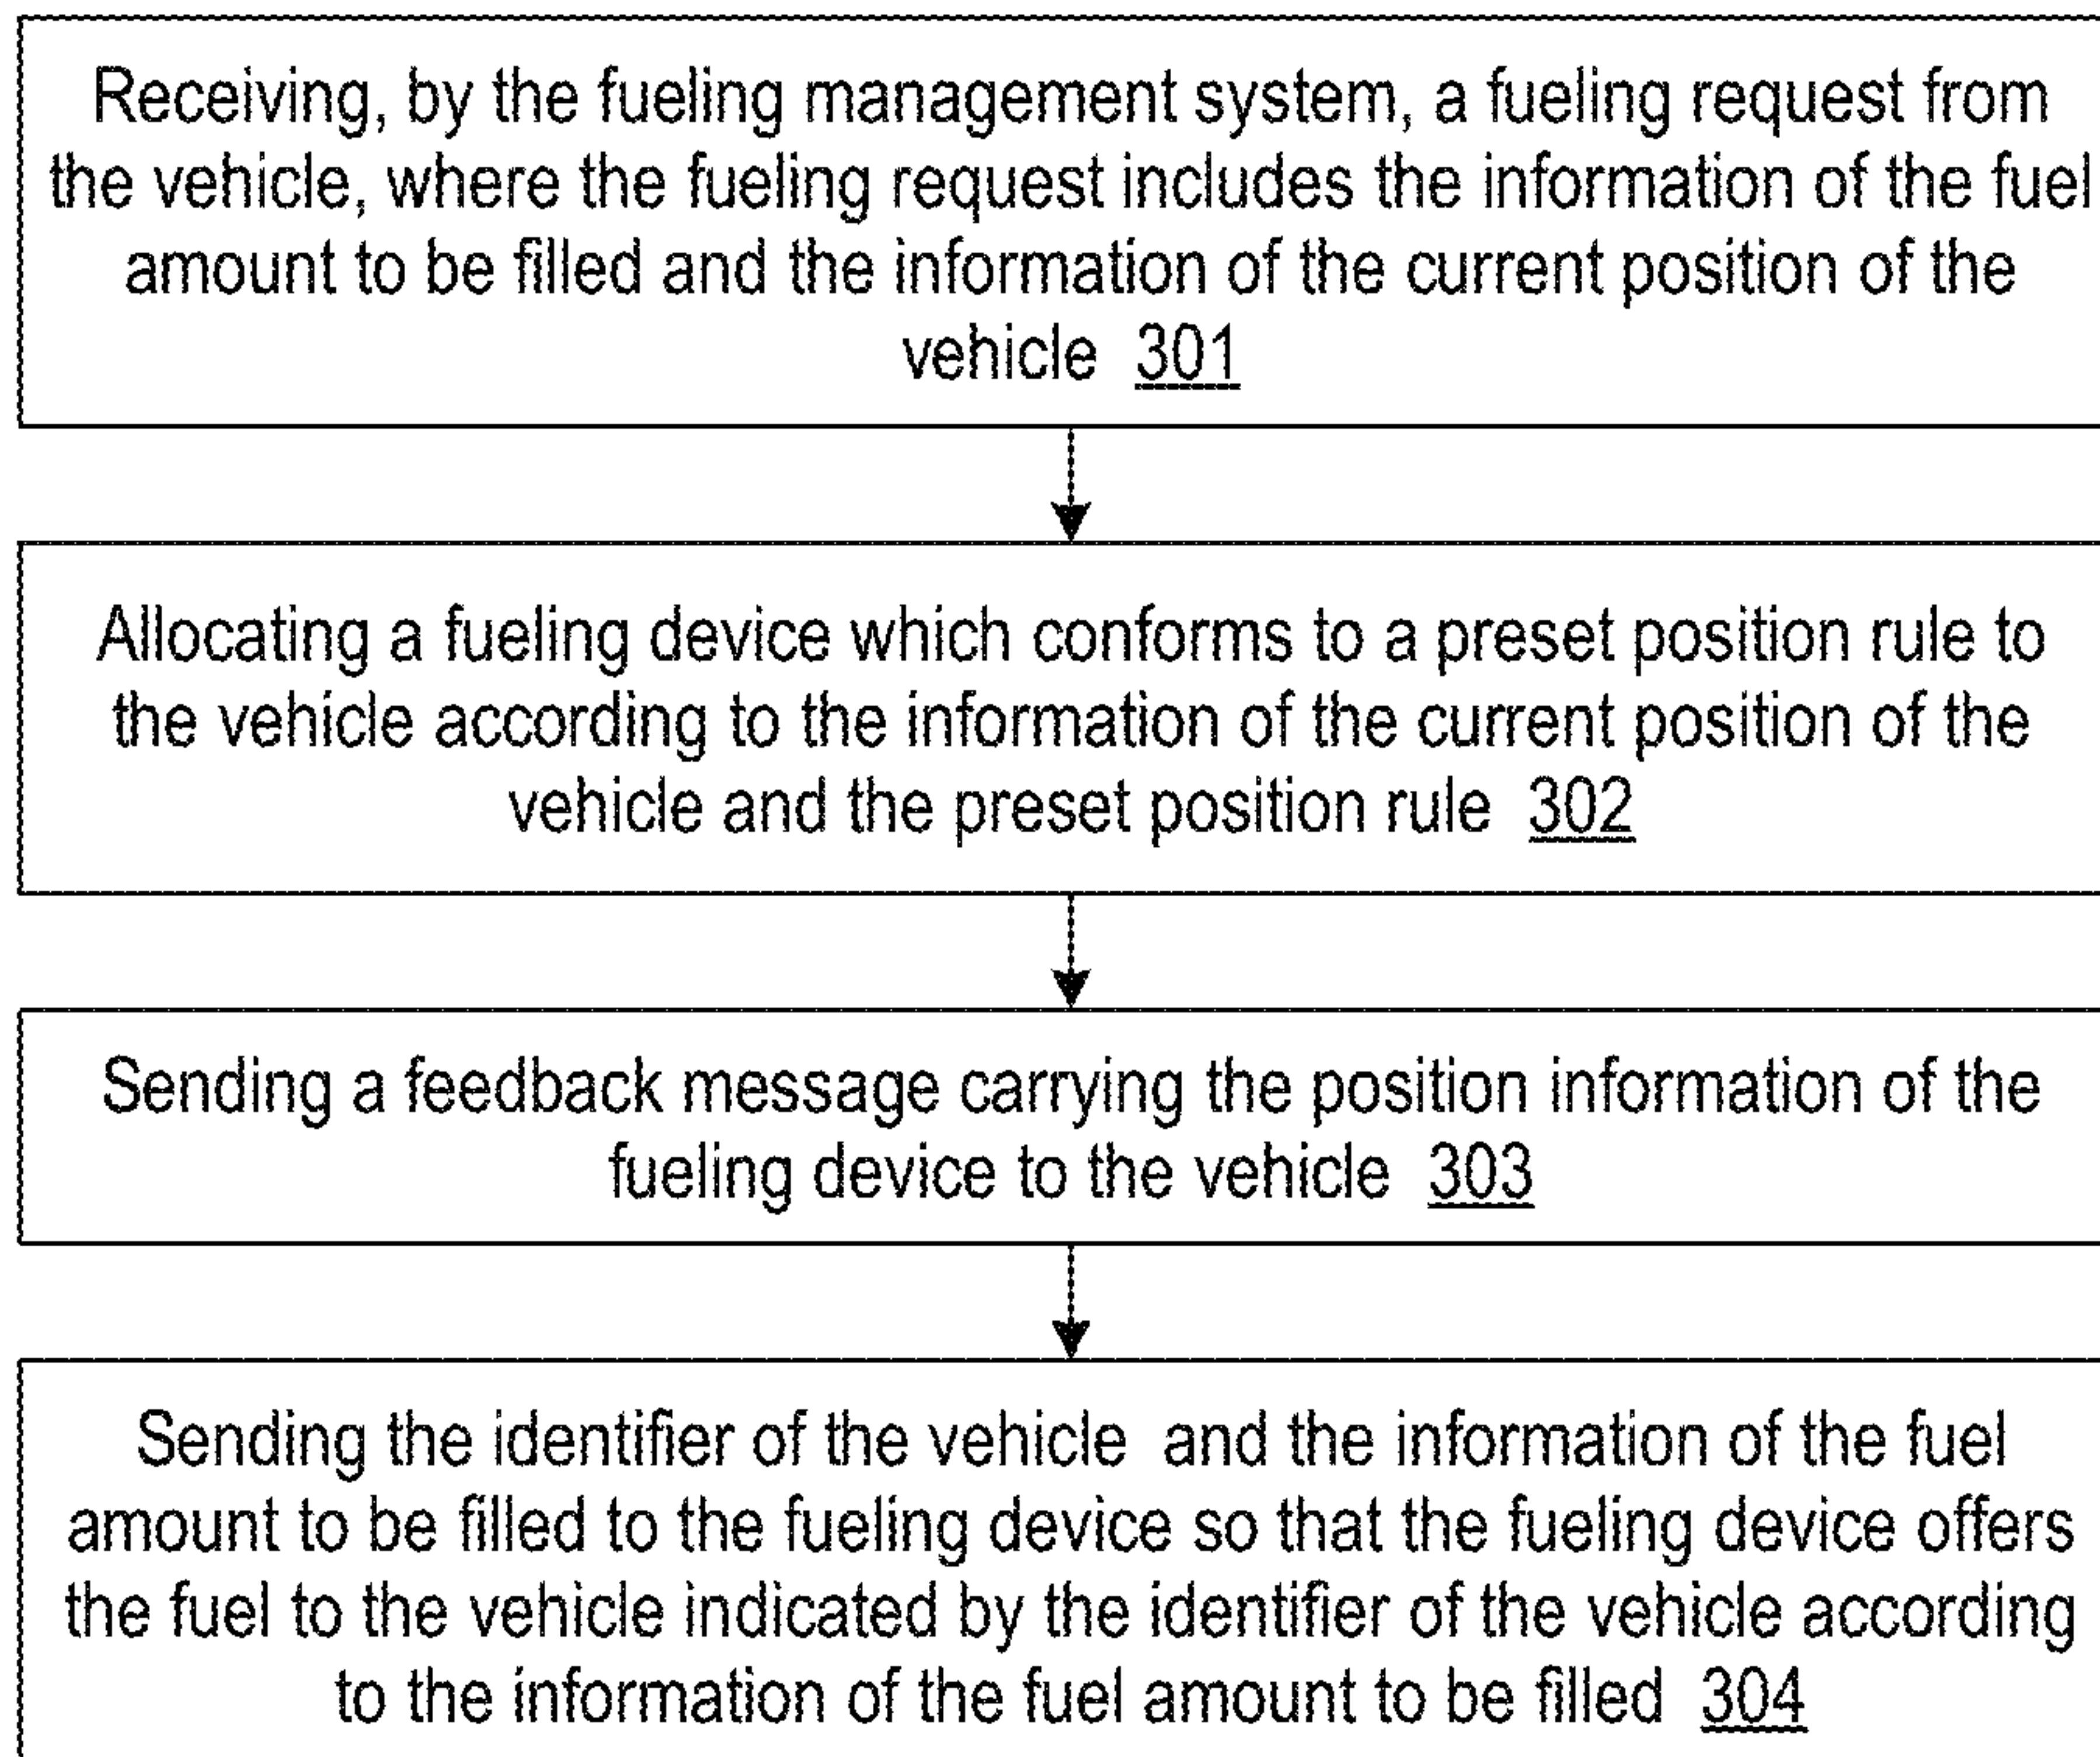 Receiving, by the fueling management system, a fueling request from
the vehicle, where the fueling request includes the information of the fuel
amount to be filled and the information of the current position of the
vehicle 301
Allocating a fueling device which conforms to a preset position rule to
the vehicle according to the information of the current position of the
vehicle and the preset position rule 302
Sending a feedback message carrying the position information of the
fueling device to the vehicle 303
Sending the identifier of the vehicle and the information of the fuel
amount to be filled to the fueling device so that the fueling device offers
the fuel to the vehicle indicated by the identifier of the vehicle according
to the information of the fuel amount to be filled 304